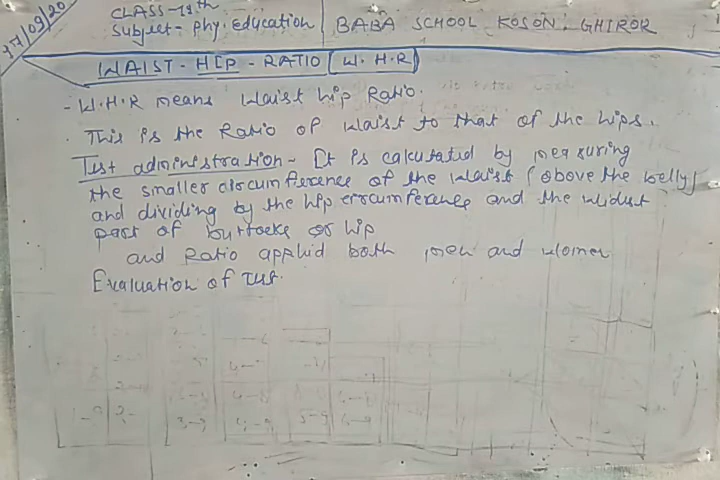 17/09/20
CLASS-11th
Subject- Phy. education
BABA SCHOOL KOSON, GHIROR
WAIST - HIP - RATIO (W.H.R)
- W.H.R means Waist hip Ratio.
This is the Ratio of Waist to that of the hips.
Test administration- It is calcutated by measuring
the smaller circumference of the Waist (above the belly)
and dividing by the hip circumference and the widest
part of buttocks or hip
and Ratio applid both men and women
Evaluation of Test.